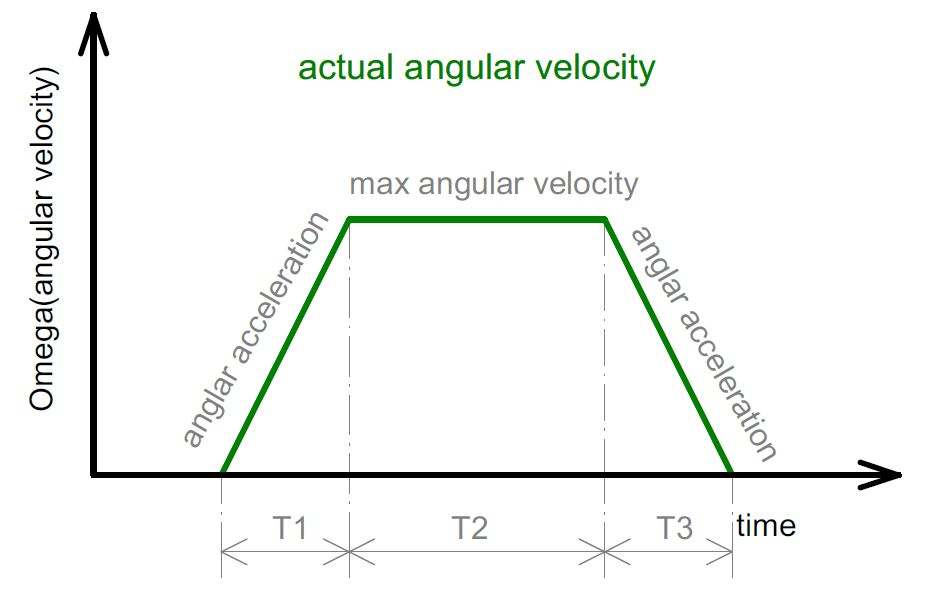 actual angular velocity
Omega(angular velocity)
max angular velocity
anglar acceleration
anglar acceleration
T1
T2
T3
time